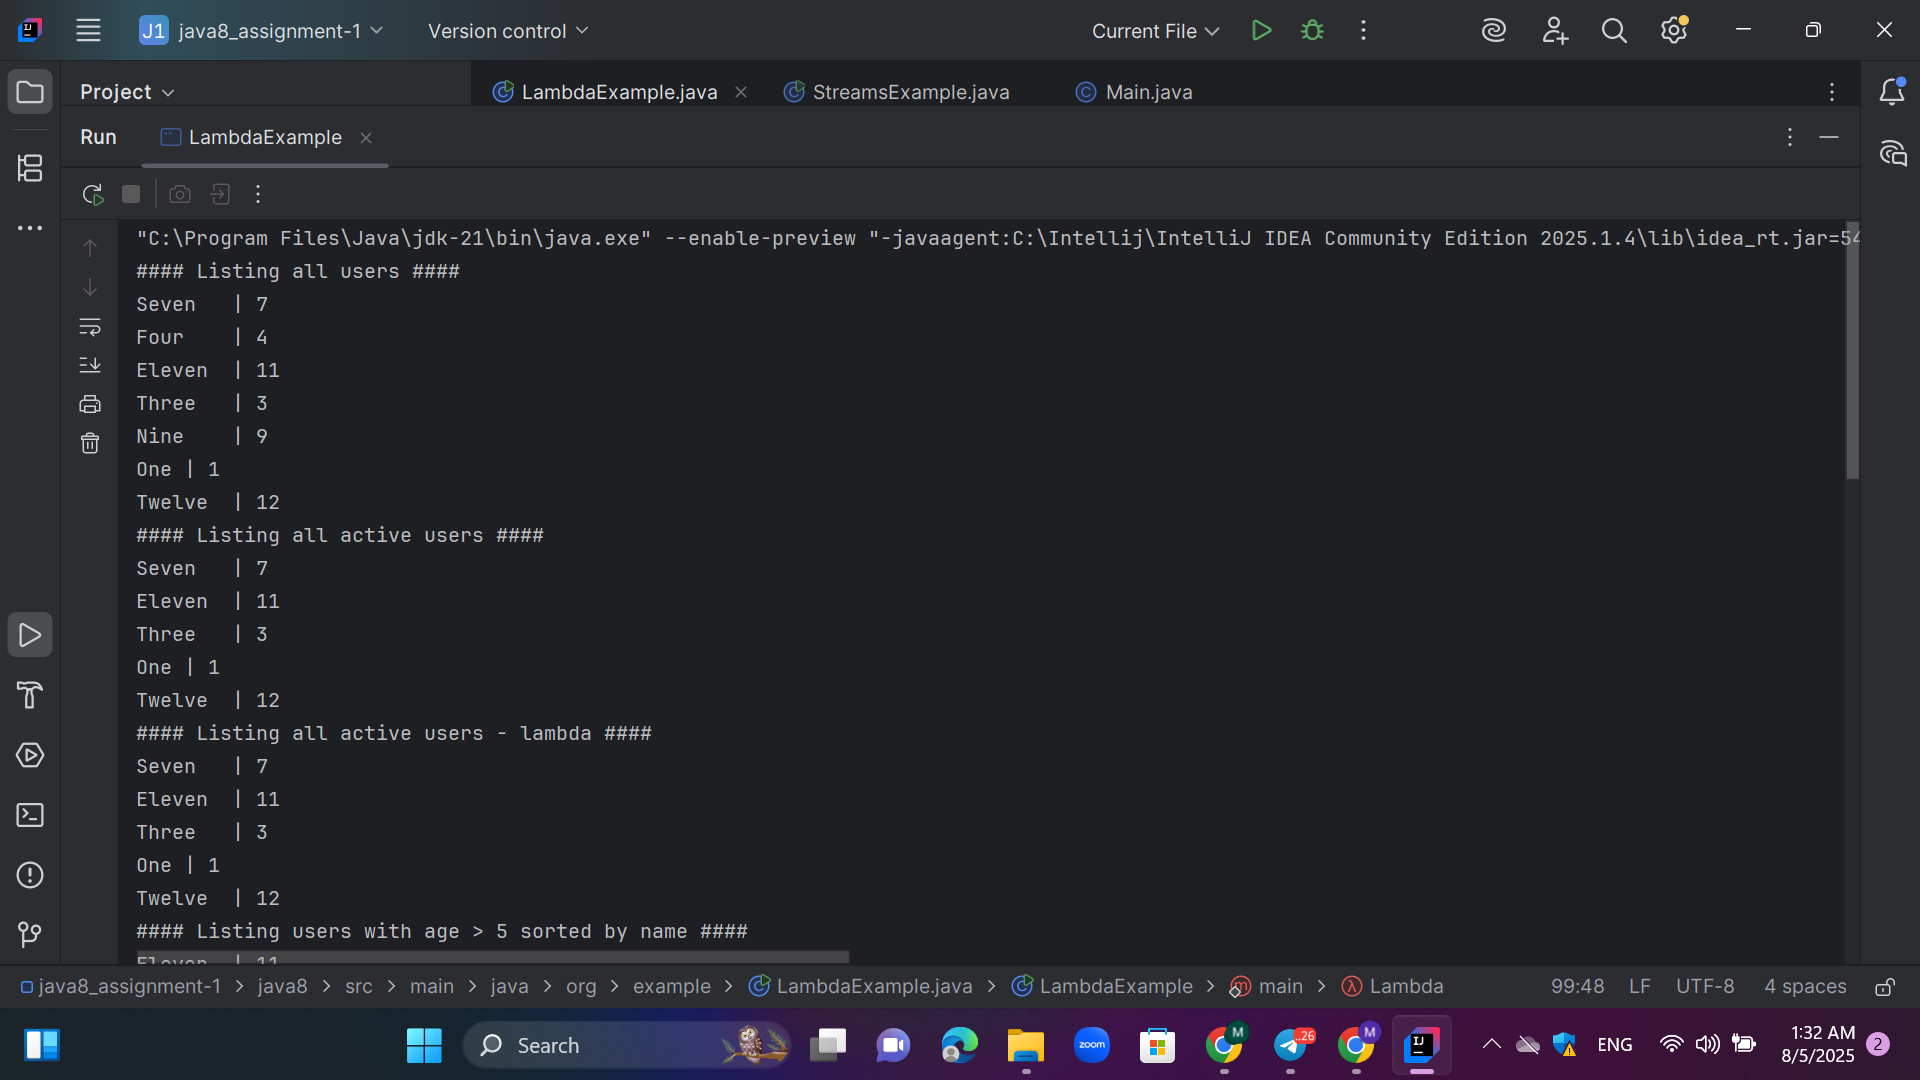 J1 java8_assignment-1 Version control Current File
Project LambdaExample.java StreamsExample.java Main.java
Run LambdaExample
"C:\Program Files\Java\jdk-21\bin\java.exe" --enable-preview "-javaagent:C:\Intellij\IntelliJ IDEA Community Edition 2025.1.4\lib\idea_rt.jar=54
#### Listing all users ####
Seven | 7
Four | 4
Eleven | 11
Three | 3
Nine | 9
One | 1
Twelve | 12
#### Listing all active users ####
Seven | 7
Eleven | 11
Three | 3
One | 1
Twelve | 12
#### Listing all active users - lambda ####
Seven | 7
Eleven | 11
Three | 3
One | 1
Twelve | 12
#### Listing users with age > 5 sorted by name ####
Eleven | 11
java8_assignment-1 > java8 > src > main > java > org > example > LambdaExample.java > LambdaExample > main > Lambda 99:48 LF UTF-8 4 spaces
Search zoom M ..26 M ENG 1:32 AM
8/5/2025 2